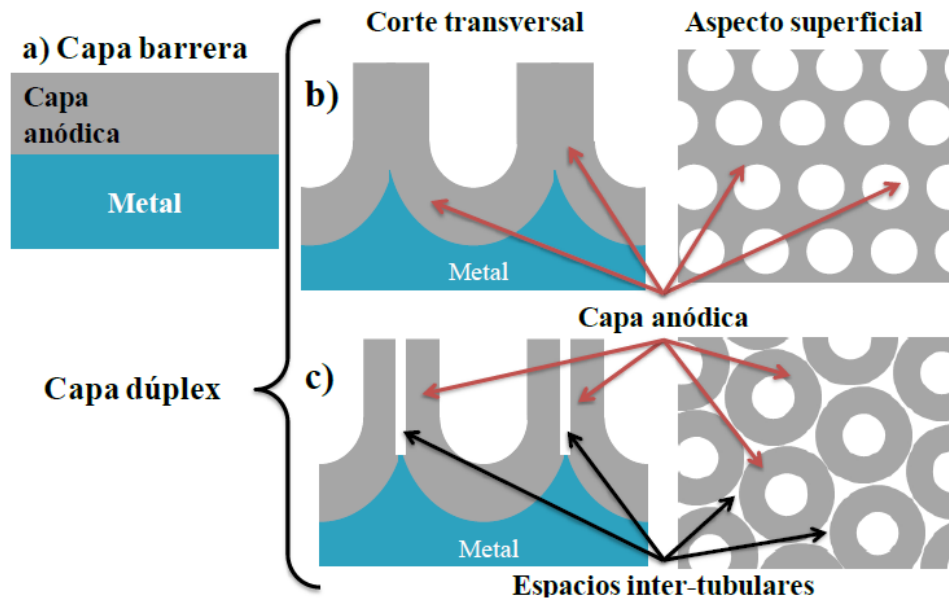 Corte transversal
Aspecto superficial
a) Capa barrera
Capa
anódica
Metal
b)
Metal
Capa anódica
Capa dúplex
c)
Metal
Espacios inter-tubulares